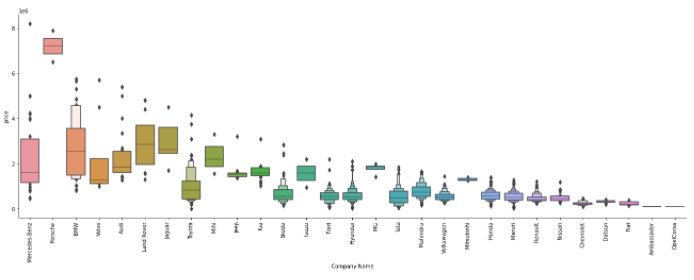 1e6
8
6
4
2
0
price
Mercedes-Benz
Porsche
BMW
Volvo
Audi
Land Rover
Jaguar
Toyota
Mini
Jeep
Kia
Skoda
Isuzu
Ford
Hyundai
MG
Tata
Mahindra
Volkswagen
Mitsubishi
Honda
Maruti
Renault
Nissan
Chevrolet
Datsun
Fiat
Ambassador
OpelCorsa
Company Name